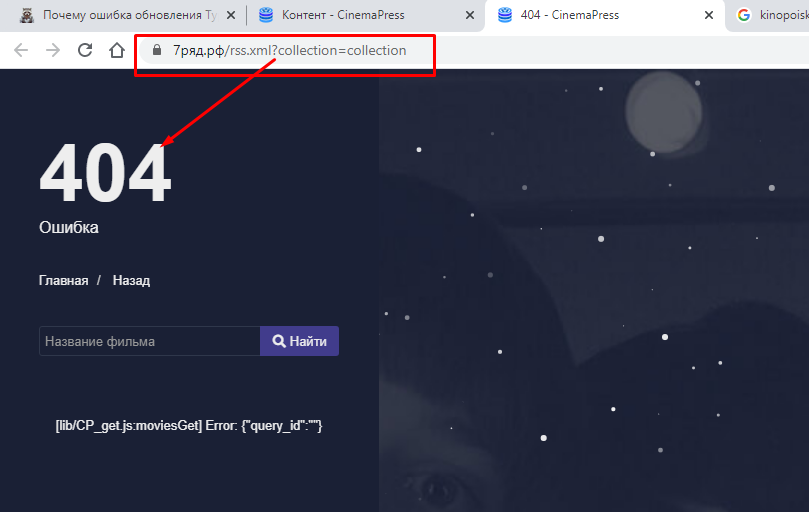 Почему ошибка обновления Ту
Контент - CinemaPress
404 - CinemaPress
kinopoisk
7ряд.рф/rss.xml?collection=collection
404
Ошибка
Главная / Назад
Название фильма
Найти
[lib/CP_get.js:moviesGet] Error: {"query_id":""}